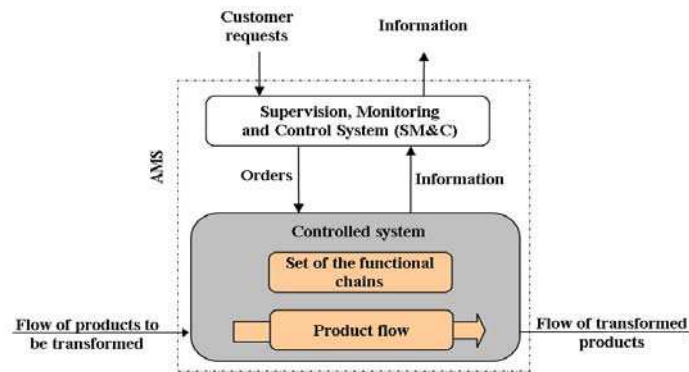 Customer
requests
Information
Supervision, Monitoring
and Control System (SM&C)
AMS
Orders
Information
Controlled system
Set of the functional
chains
Flow of products to
be transformed
Product flow
Flow of transformed
products